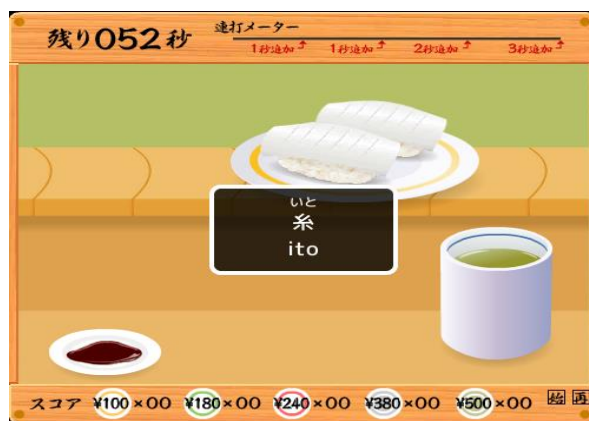 残り052秒
連打メーター
1秒追加 1秒追加 2秒追加 3秒追加
いと
糸
ito
スコア ¥100×00 ¥180×00 ¥240×00 ¥380×00 ¥500×00 始 再